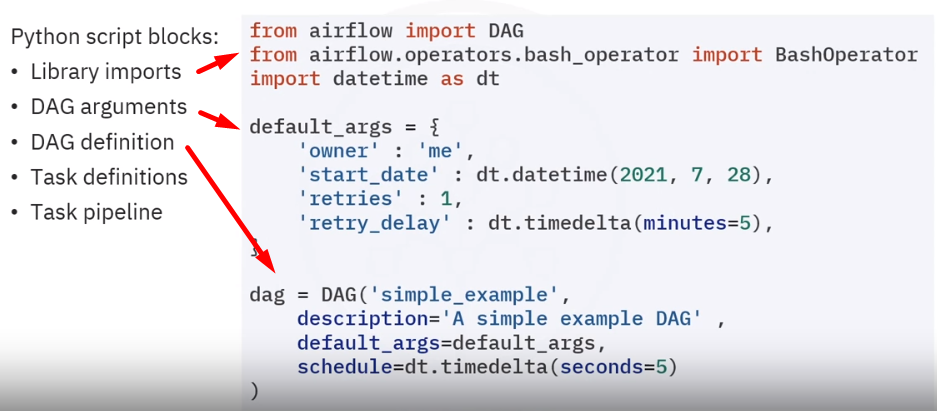 Python script blocks:
• Library imports
• DAG arguments
• DAG definition
• Task definitions
• Task pipeline
from airflow import DAG
from airflow.operators.bash_operator import BashOperator
import datetime as dt
default_args = {
    'owner' : 'me',
    'start_date' : dt.datetime(2021, 7, 28),
    'retries' : 1,
    'retry_delay' : dt.timedelta(minutes=5),
}
dag = DAG('simple_example',
    description='A simple example DAG' ,
    default_args=default_args,
    schedule=dt.timedelta(seconds=5)
)